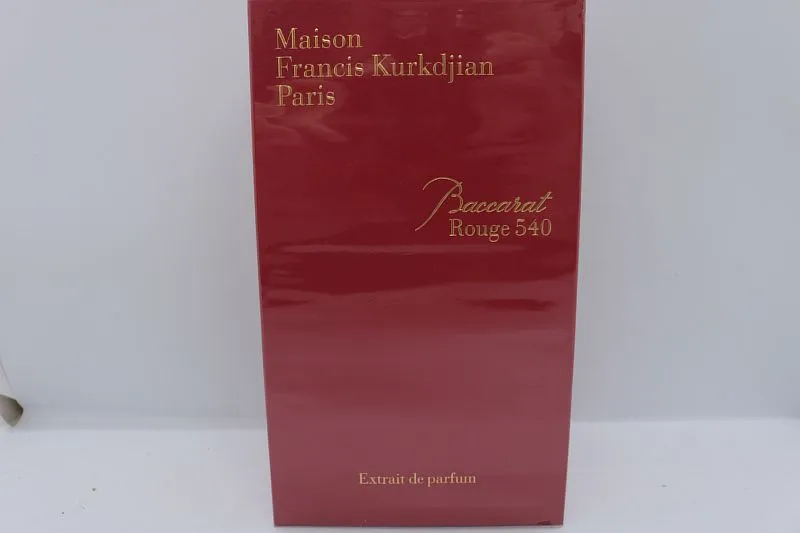 Maison
Francis Kurkdjian
Paris
Baccarat
Rouge 540
Extrait de parfum